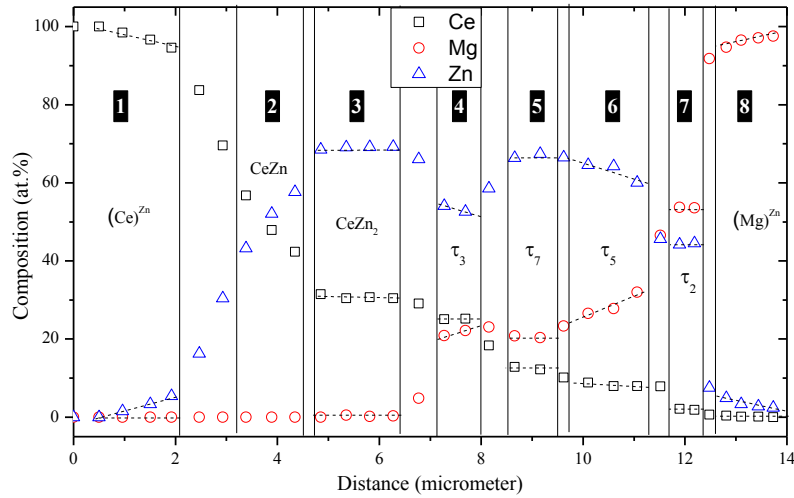 Ce
Mg
Zn
1 2 3 4 5 6 7 8
CeZn
(Ce)^Zn
CeZn₂
τ₃
τ₇
τ₅
τ₂
(Mg)^Zn
100
80
60
40
20
0
Composition (at.%)
0 2 4 6 8 10 12 14
Distance (micrometer)